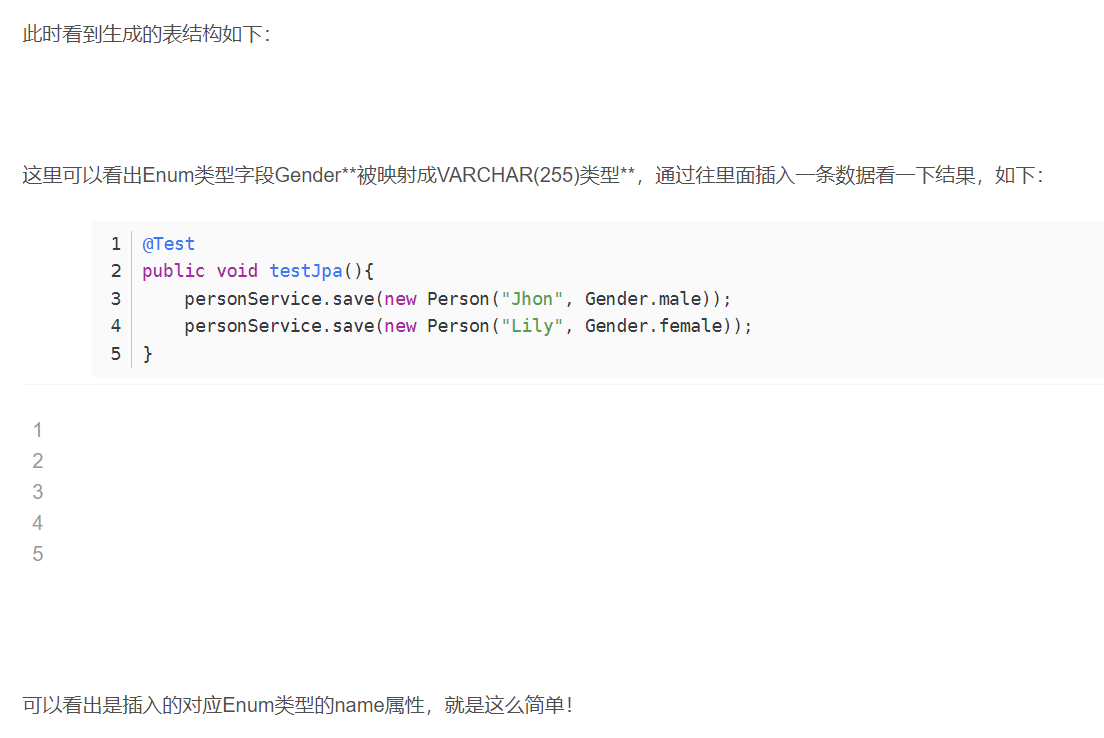 此时看到生成的表结构如下：
这里可以看出Enum类型字段Gender**被映射成VARCHAR(255)类型**，通过往里面插入一条数据看一下结果，如下：
1 @Test
2 public void testJpa(){
3     personService.save(new Person("Jhon", Gender.male));
4     personService.save(new Person("Lily", Gender.female));
5 }
1
2
3
4
5
可以看出是插入的对应Enum类型的name属性，就是这么简单！